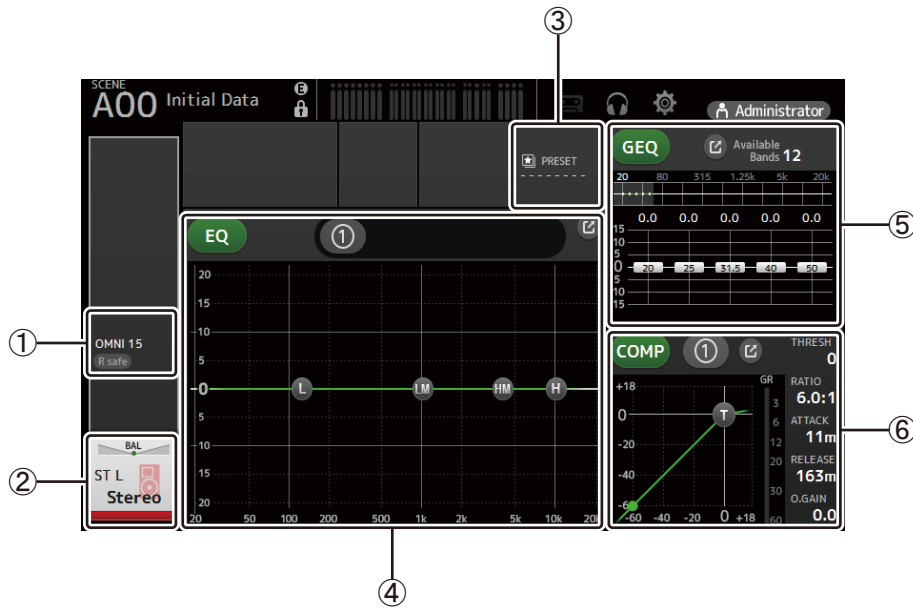 ③
SCENE
A00 Initial Data
E
Administrator
PRESET
- - - - - - - -
GEQ
Available
Bands 12
20 80 315 1.25k 5k 20k
0.0 0.0 0.0 0.0 0.0
15
10
5
0
20 25 31.5 40 50
5
10
15
⑤
EQ ①
20
15
10
5
0
L LM HM H
5
10
15
20
20 50 100 200 500 1k 2k 5k 10k
①
OMNI 15
R safe
②
BAL
ST L
Stereo
④
COMP ①
THRESH
0
+18
0
-20
-40
T
-60 -40 -20 0 +18
GR
3
6
12
20
30
60
RATIO
6.0:1
ATTACK
11m
RELEASE
163m
O.GAIN
0.0
⑥